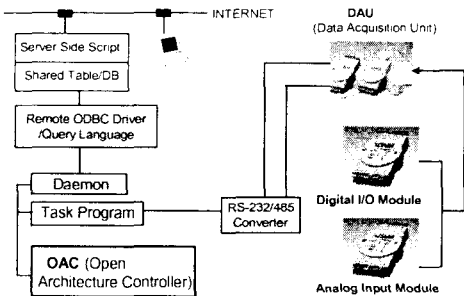 INTERNET
DAU
(Data Acquisition Unit)
Server Side Script
Shared Table/DB
Remote ODBC Driver
/Query Language
Daemon
Task Program
RS-232/485
Converter
OAC (Open
Architecture Controller)
Digital I/O Module
Analog Input Module